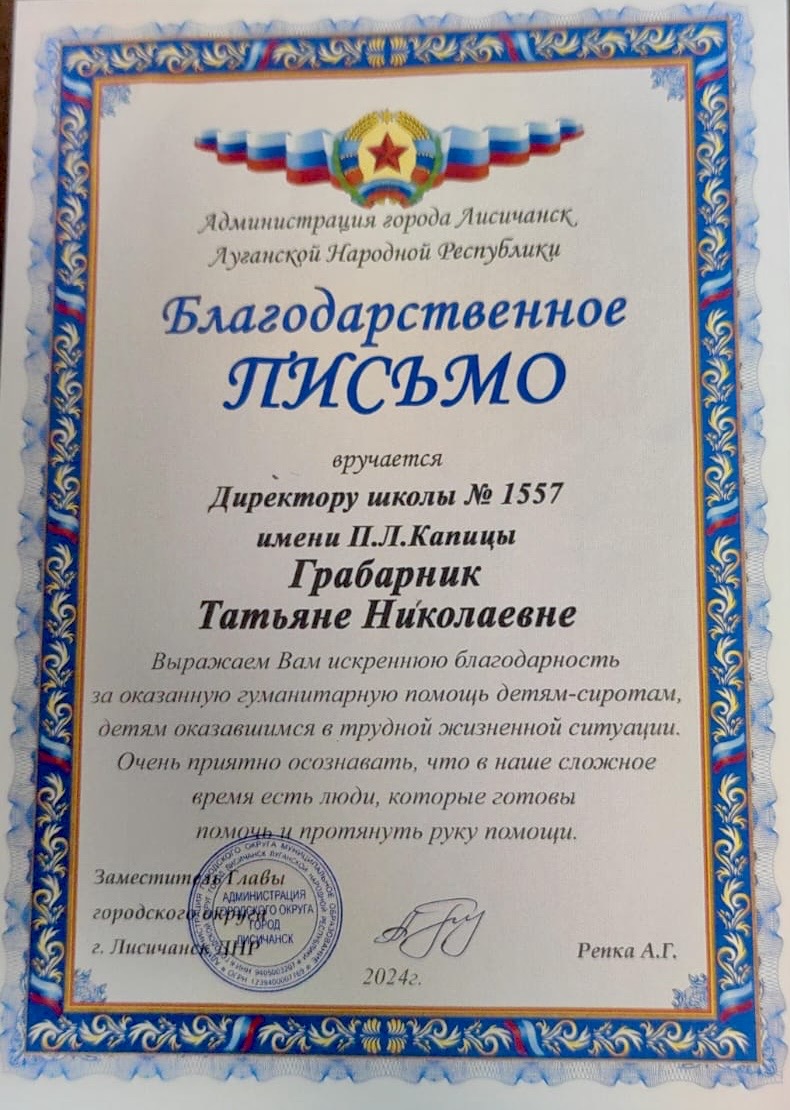 Администрация города Лисичанск
Луганской Народной Республики
Благодарственное
ПИСЬМО
вручается
Директору школы № 1557
имени П.Л.Капицы
Грабарник
Татьяне Николаевне
Выражаем Вам искреннюю благодарность
за оказанную гуманитарную помощь детям-сиротам,
детям оказавшимся в трудной жизненной ситуации.
Очень приятно осознавать, что в наше сложное
время есть люди, которые готовы
помочь и протянуть руку помощи.
Заместитель Главы
городского округа
г. Лисичанск ЛНР
АДМИНИСТРАЦИЯ
ГОРОДСКОГО ОКРУГА
ГОРОД
ЛИСИЧАНСК
Репка А.Г.
2024г.